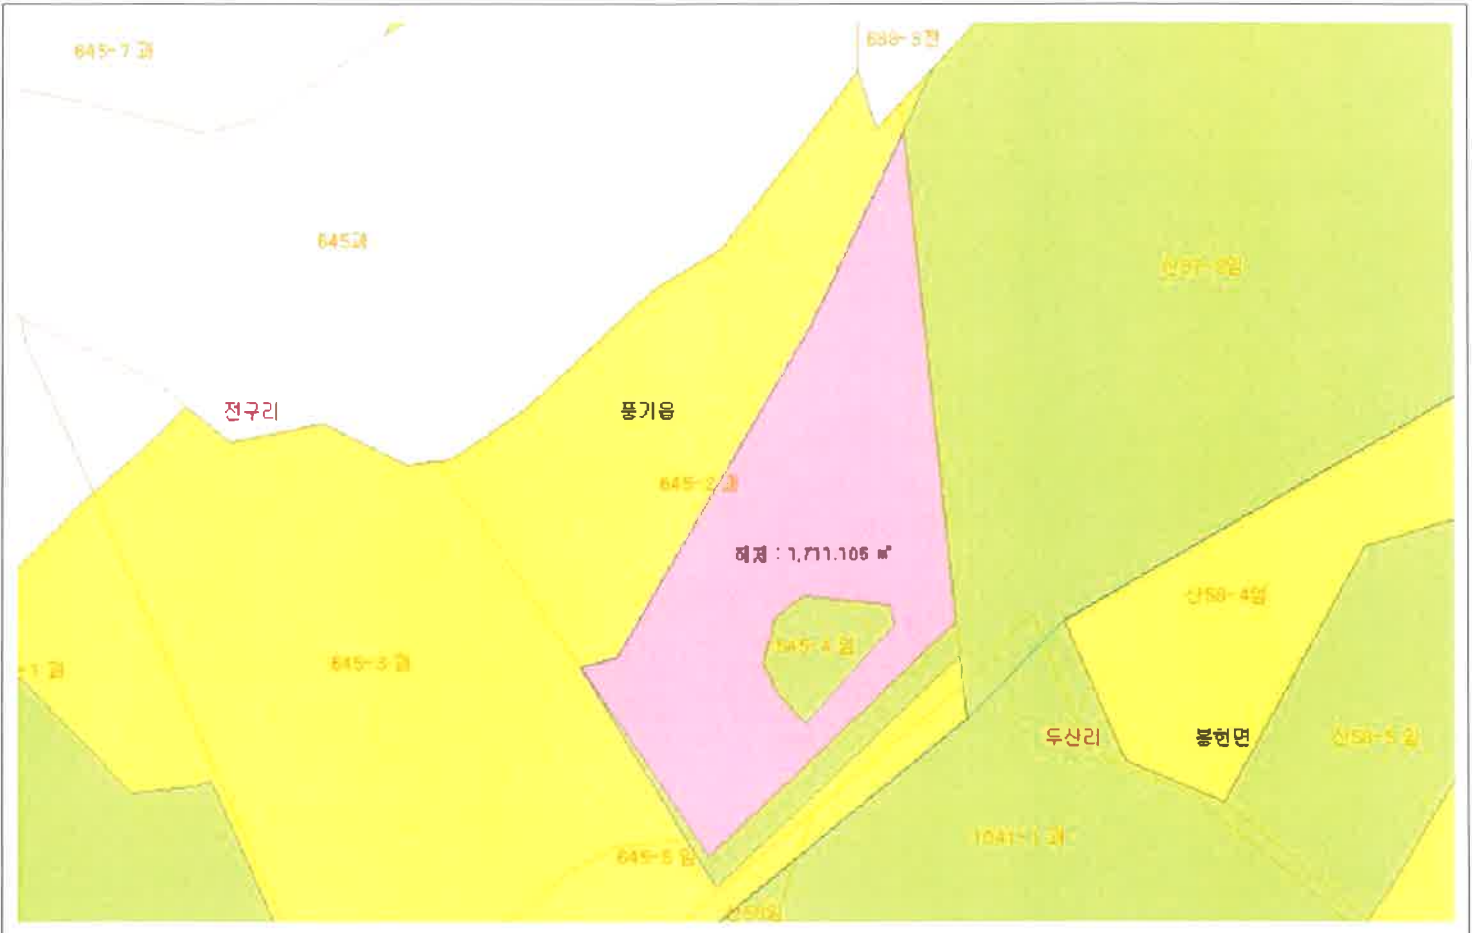 645-7 과
688-3전
645과
전구리
풍기읍
645-2 과
해제 : 1,711.105 ㎡
산58-4임
645-4 임
-1 과
645-3 과
두산리
봉현면
산58-5 임
1041-1 과
645-5 임